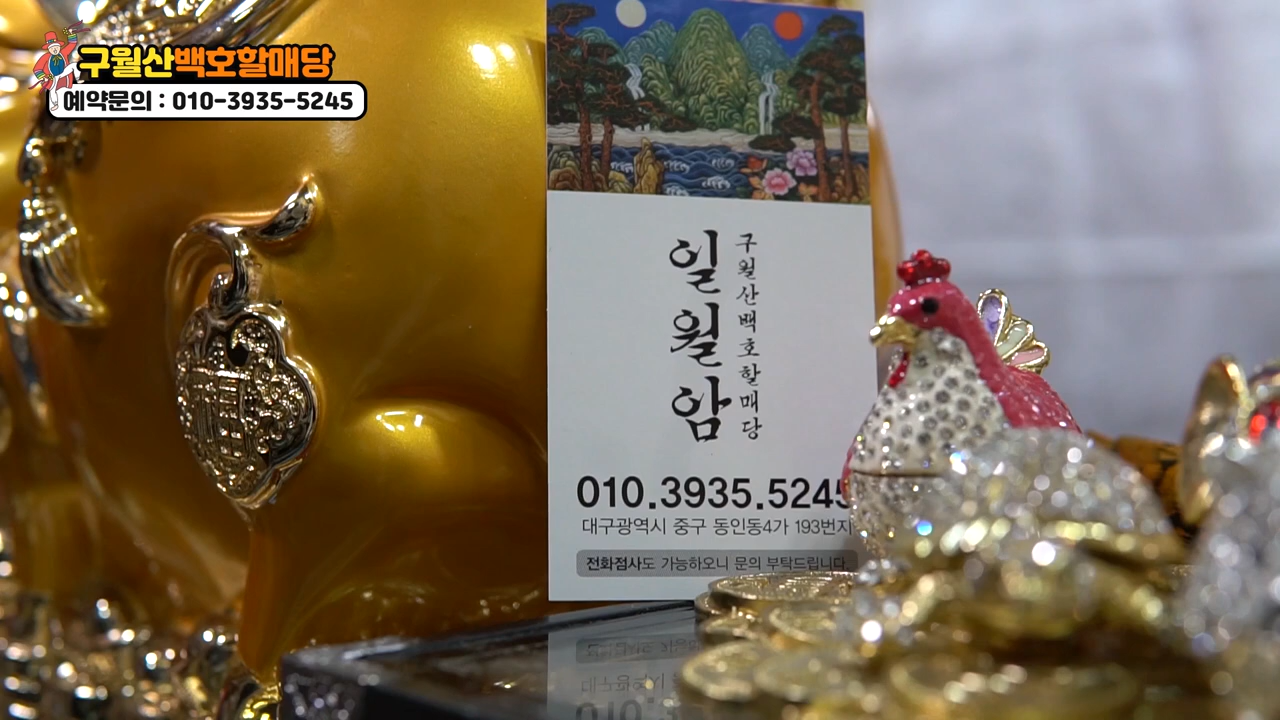 구월산백호할매당
예약문의 : 010-3935-5245
일월암
구월산백호할매당
010.3935.5245
대구광역시 중구 동인동4가 193번지
전화점사도 가능하오니 문의 부탁드립니다.